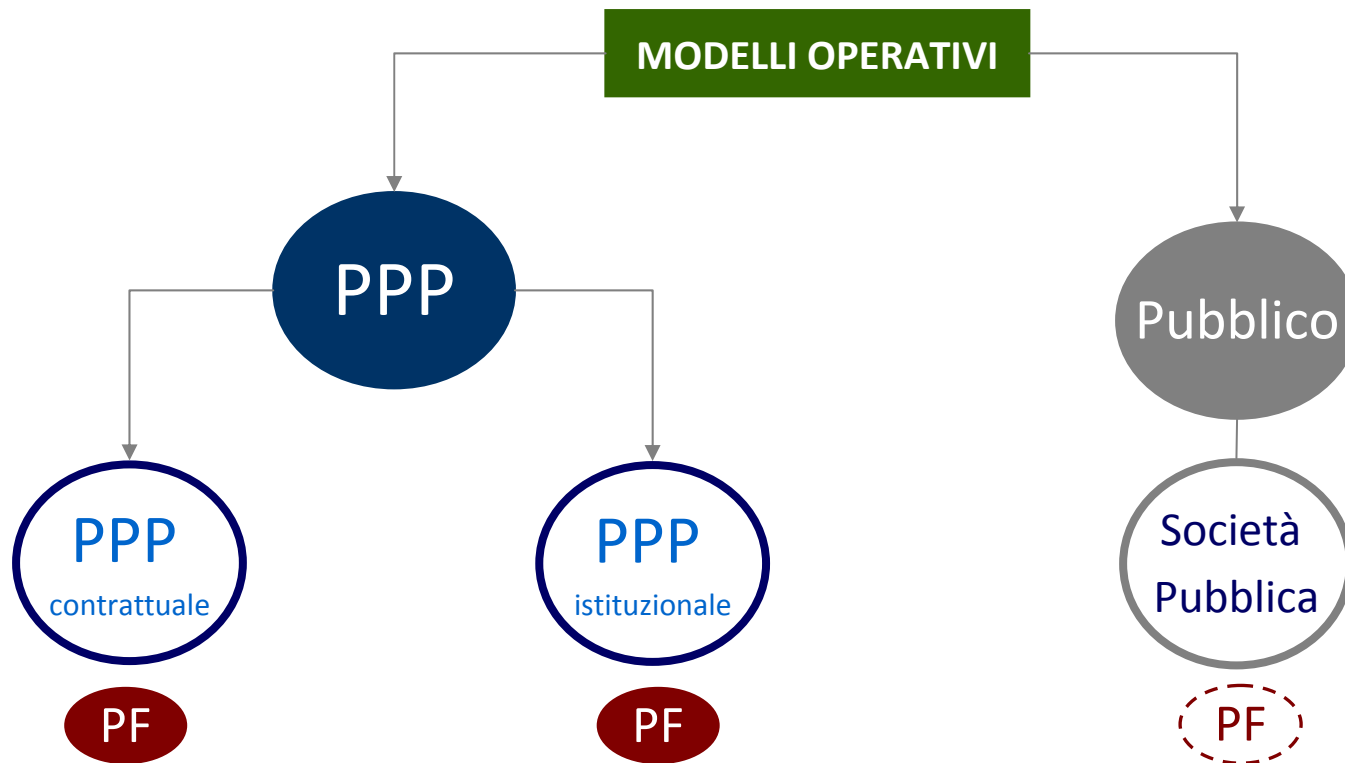 MODELLI OPERATIVI
PPP
Pubblico
PPP
contrattuale
PPP
istituzionale
Società
Pubblica
PF
PF
PF